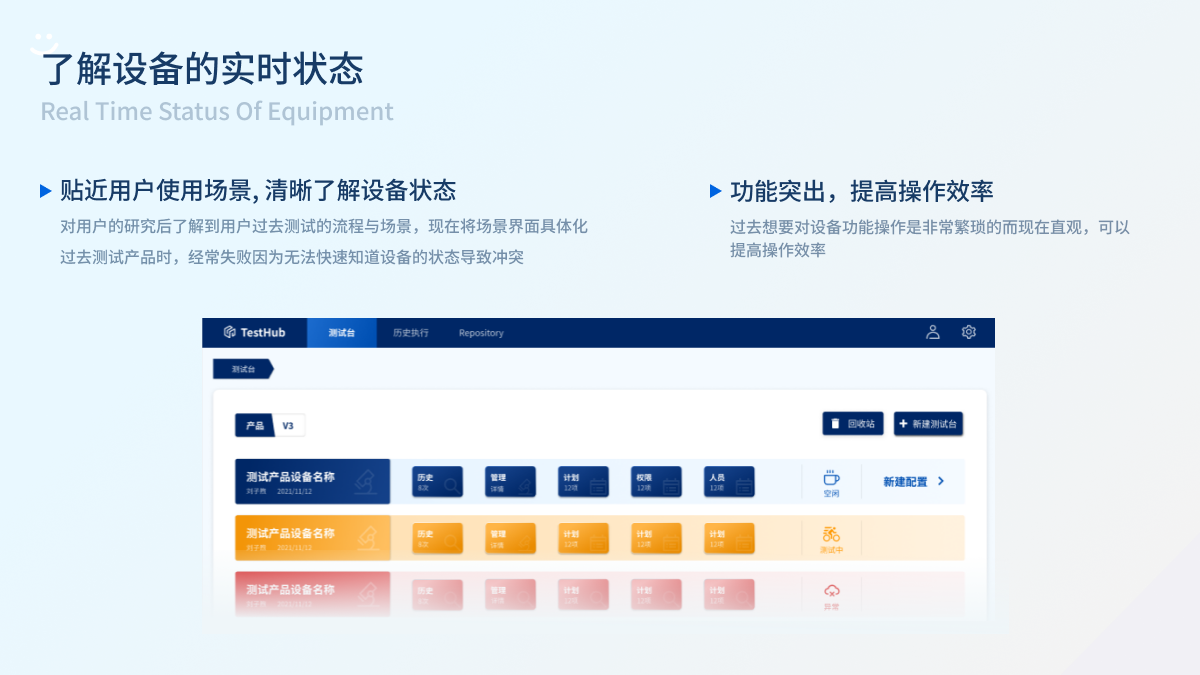 了解设备的实时状态
Real Time Status Of Equipment
贴近用户使用场景, 清晰了解设备状态
对用户的研究后了解到用户过去测试的流程与场景，现在将场景界面具体化
过去测试产品时，经常失败因为无法快速知道设备的状态导致冲突
功能突出，提高操作效率
过去想要对设备功能操作是非常繁琐的而现在直观，可以
提高操作效率
TestHub 测试台 历史执行 Repository
测试台
产品 V3 回收站 新建测试台
测试产品设备名称 历史 管理 计划 权限 人员
2021/11/12 8次 详情 12项 12项 12项 空闲 新建配置
测试产品设备名称 历史 管理 计划 计划 计划
2021/11/12 8次 详情 12项 12项 12项 测试中
测试产品设备名称 历史 管理 计划 计划 计划
2021/11/12 8次 详情 12项 12项 12项 异常